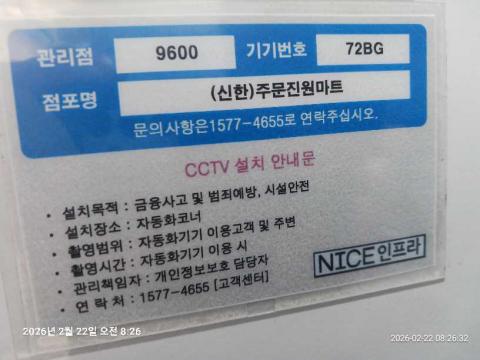 관리점 9600 기기번호 72BG
점포명 (신한)주문진원마트
문의사항은1577-4655로 연락주십시오.
CCTV 설치 안내문
• 설치목적 : 금융사고 및 범죄예방, 시설안전
• 설치장소 : 자동화코너
• 촬영범위 : 자동화기기 이용고객 및 주변
• 촬영시간 : 자동화기기 이용 시
• 관리책임자 : 개인정보보호 담당자
• 연 락 처 : 1577-4655 [고객센터]
NICE인프라
2026년 2월 22일 오전 8:26
2026-02-22 08:26:32